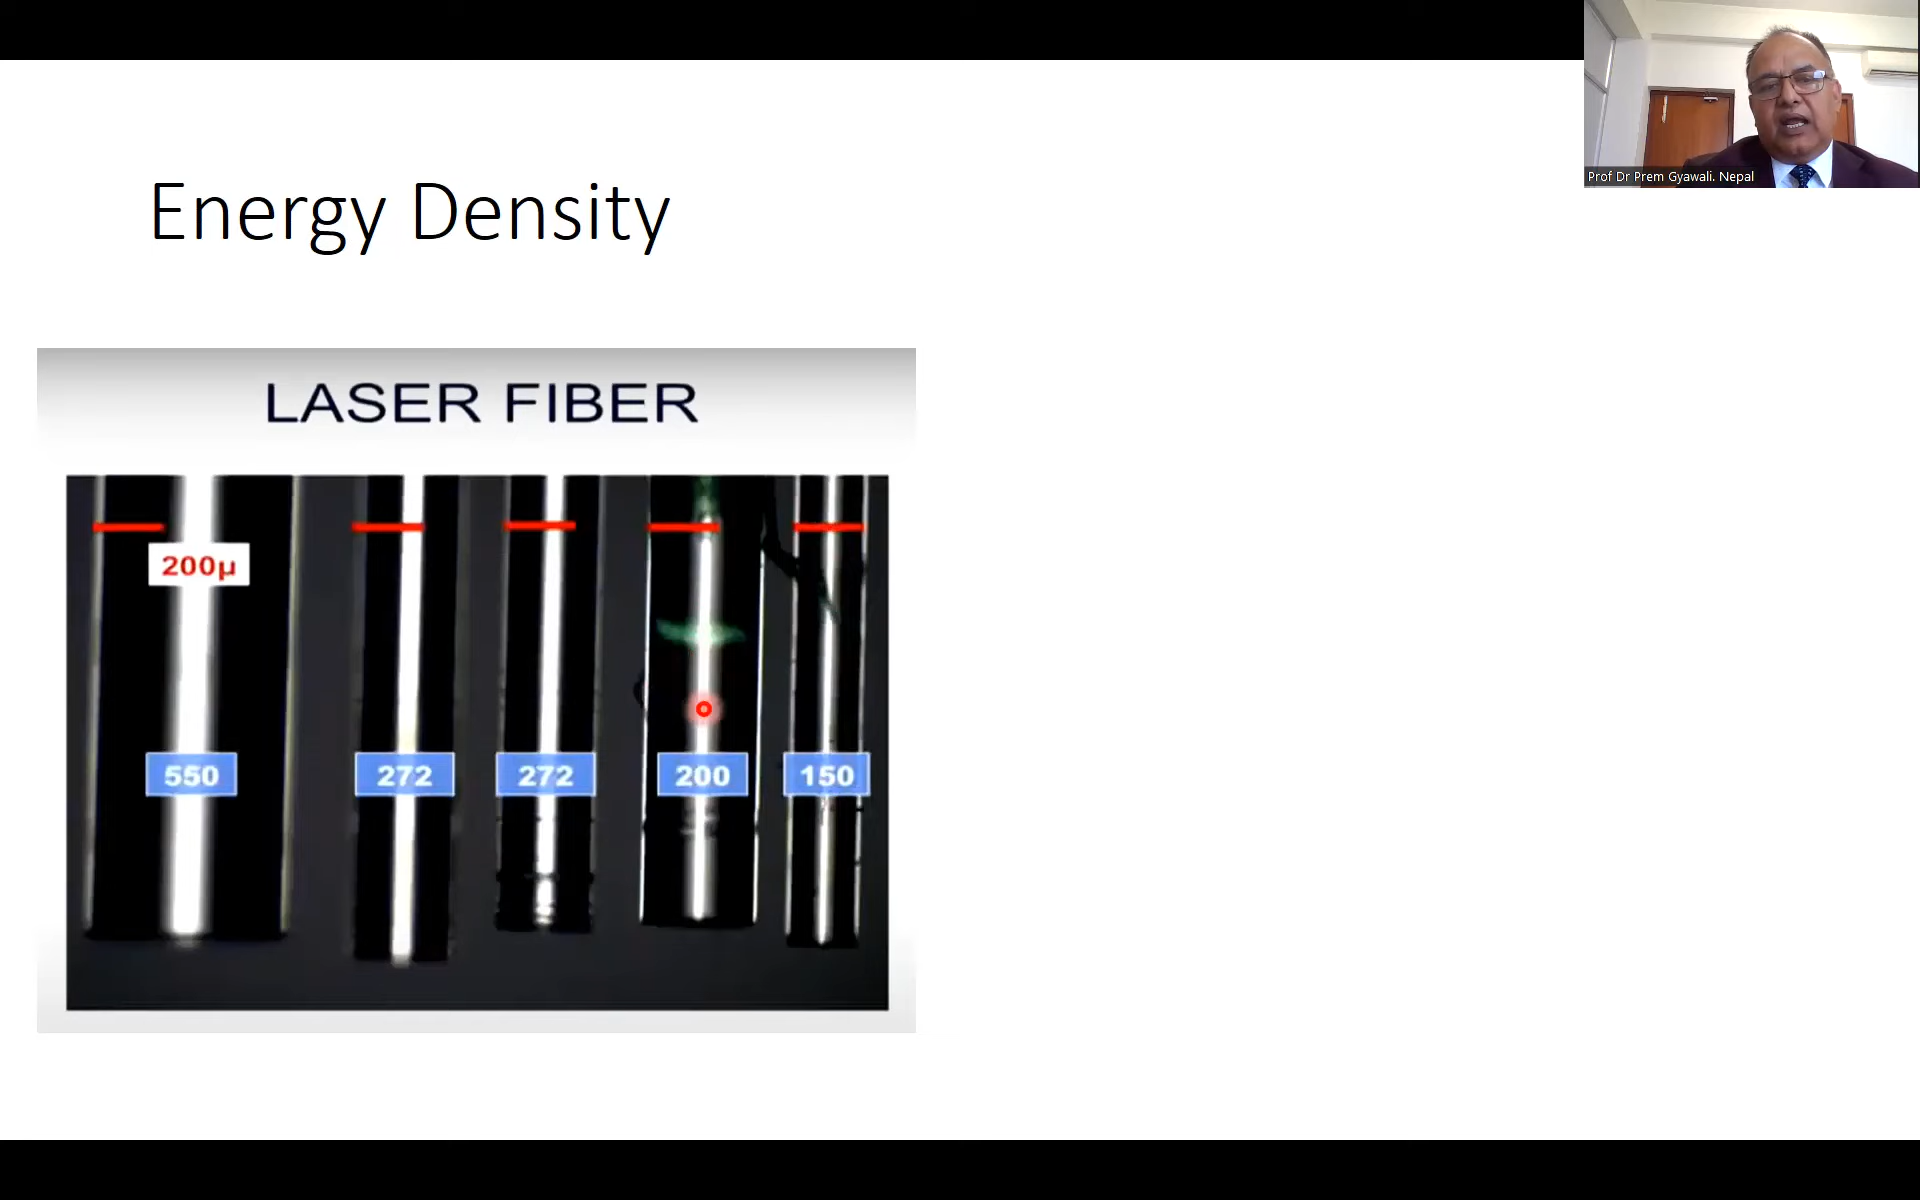 Prof Dr Prem Gyawali. Nepal
Energy Density
LASER FIBER
200µ
550
272
272
200
150